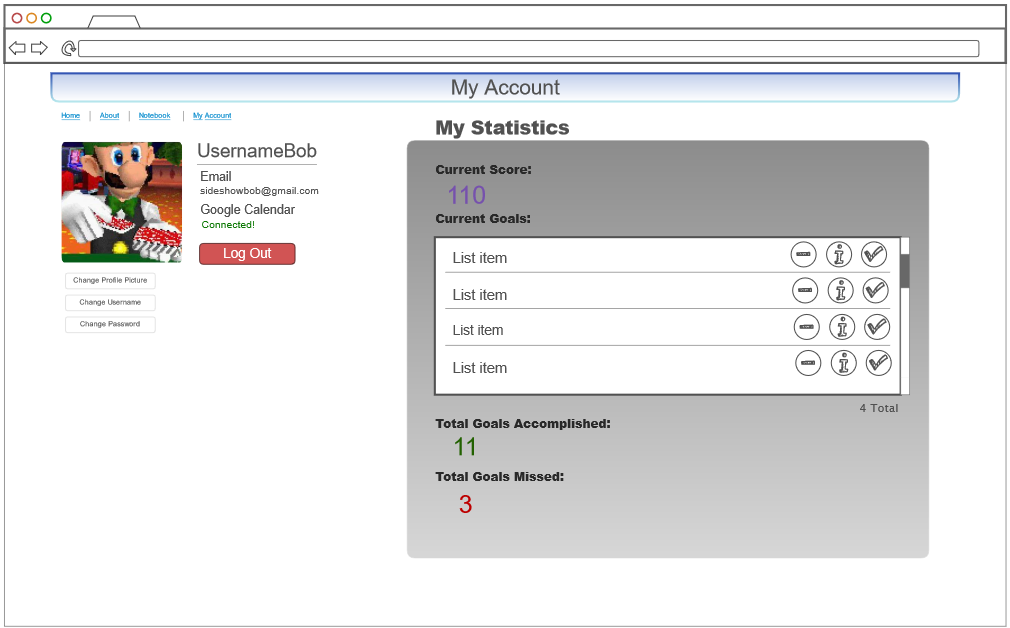 My Account
Home About Notebook My Account
UsernameBob
Email
sideshowbob@gmail.com
Google Calendar
Connected!
Log Out
Change Profile Picture
Change Username
Change Password
My Statistics
Current Score:
110
Current Goals:
List item
List item
List item
List item
4 Total
Total Goals Accomplished:
11
Total Goals Missed:
3